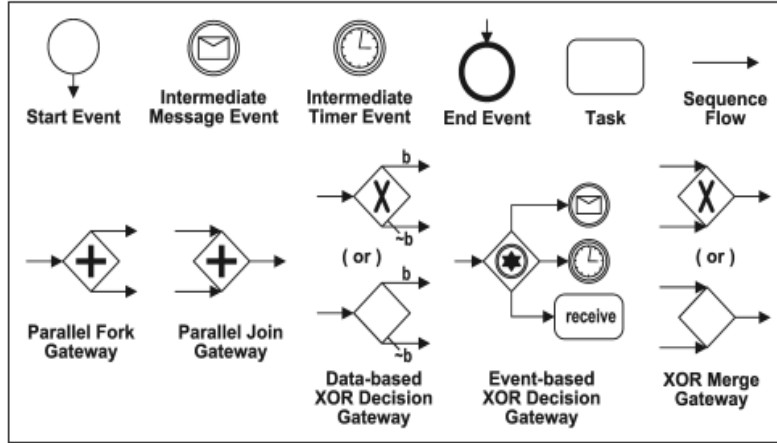 Start Event
Intermediate
Message Event
Intermediate
Timer Event
End Event
Task
Sequence
Flow
Parallel Fork
Gateway
Parallel Join
Gateway
b
X
~b
( or )
b
~b
Data-based
XOR Decision
Gateway
receive
Event-based
XOR Decision
Gateway
X
( or )
XOR Merge
Gateway